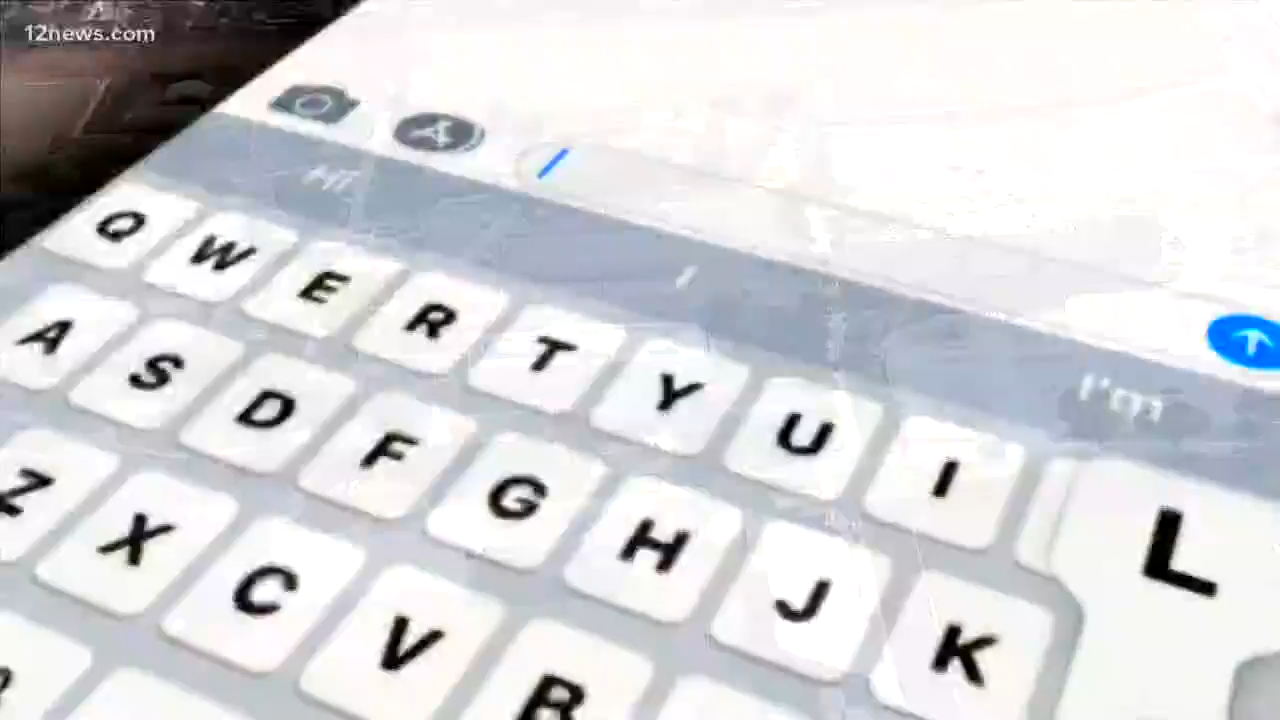 12news.com
Hi
I
I'm
Q W E R T Y U I
A S D F G H J K L
Z X C V B